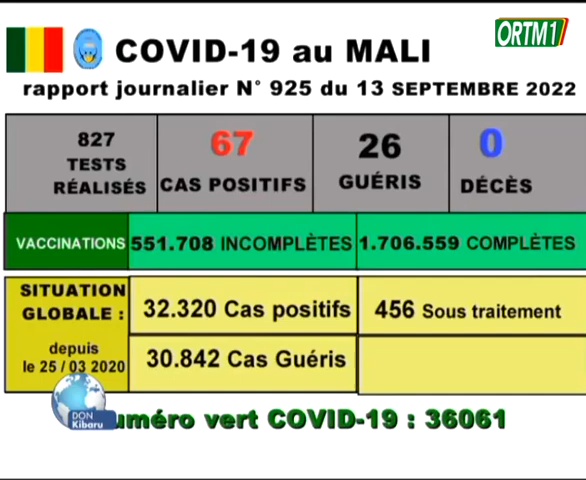 ORTM1
COVID-19 au MALI
rapport journalier N° 925 du 13 SEPTEMBRE 2022
827 TESTS RÉALISÉS
67 CAS POSITIFS
26 GUÉRIS
0 DÉCÈS
VACCINATIONS 551.708 INCOMPLÈTES 1.706.559 COMPLÈTES
SITUATION GLOBALE :
depuis le 25 / 03 2020
32.320 Cas positifs
456 Sous traitement
30.842 Cas Guéris
DON Kibaru
uméro vert COVID-19 : 36061